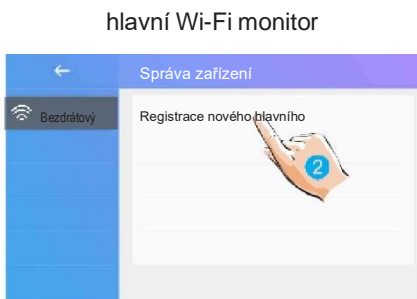 hlavní Wi-Fi monitor
Správa zařízení
Bezdrátový
Registrace nového hlavního
2